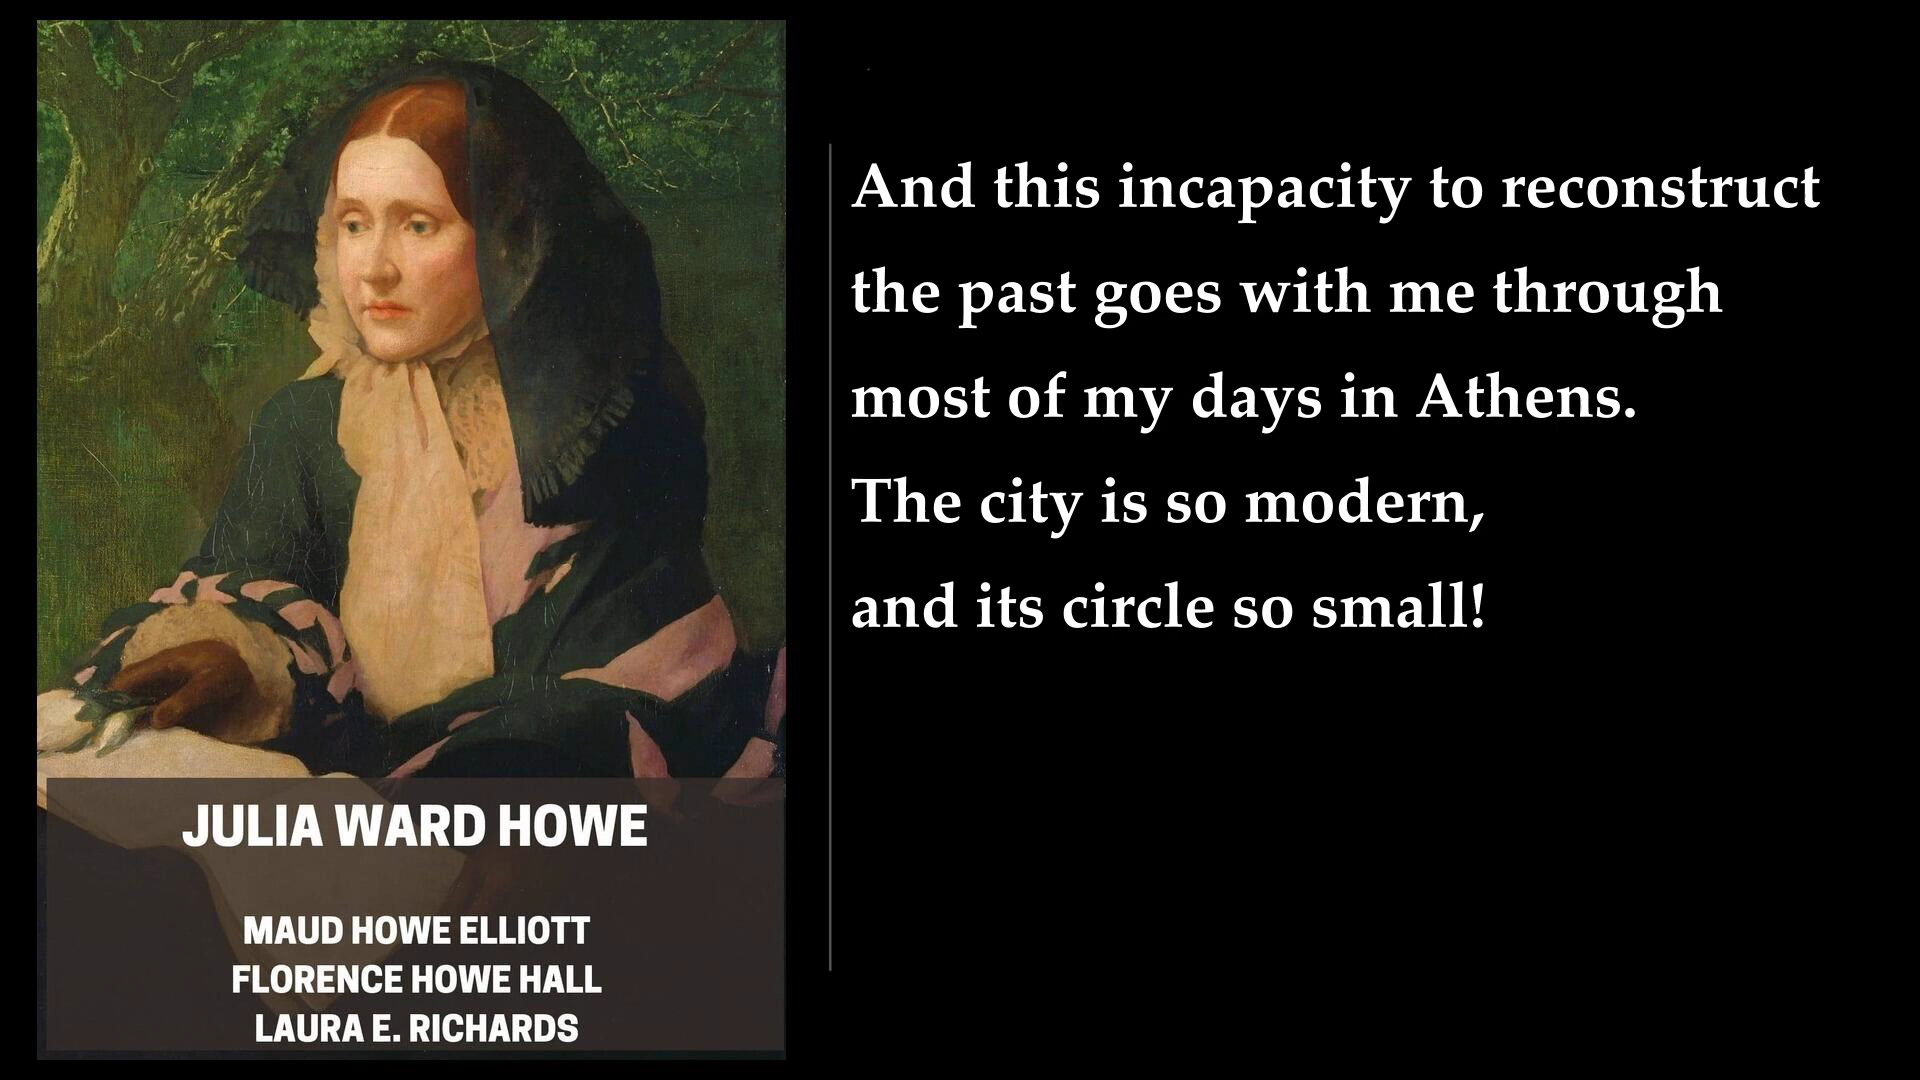 And this incapacity to reconstruct
the past goes with me through
most of my days in Athens.
The city is so modern,
and its circle so small!
JULIA WARD HOWE
MAUD HOWE ELLIOTT
FLORENCE HOWE HALL
LAURA E. RICHARDS